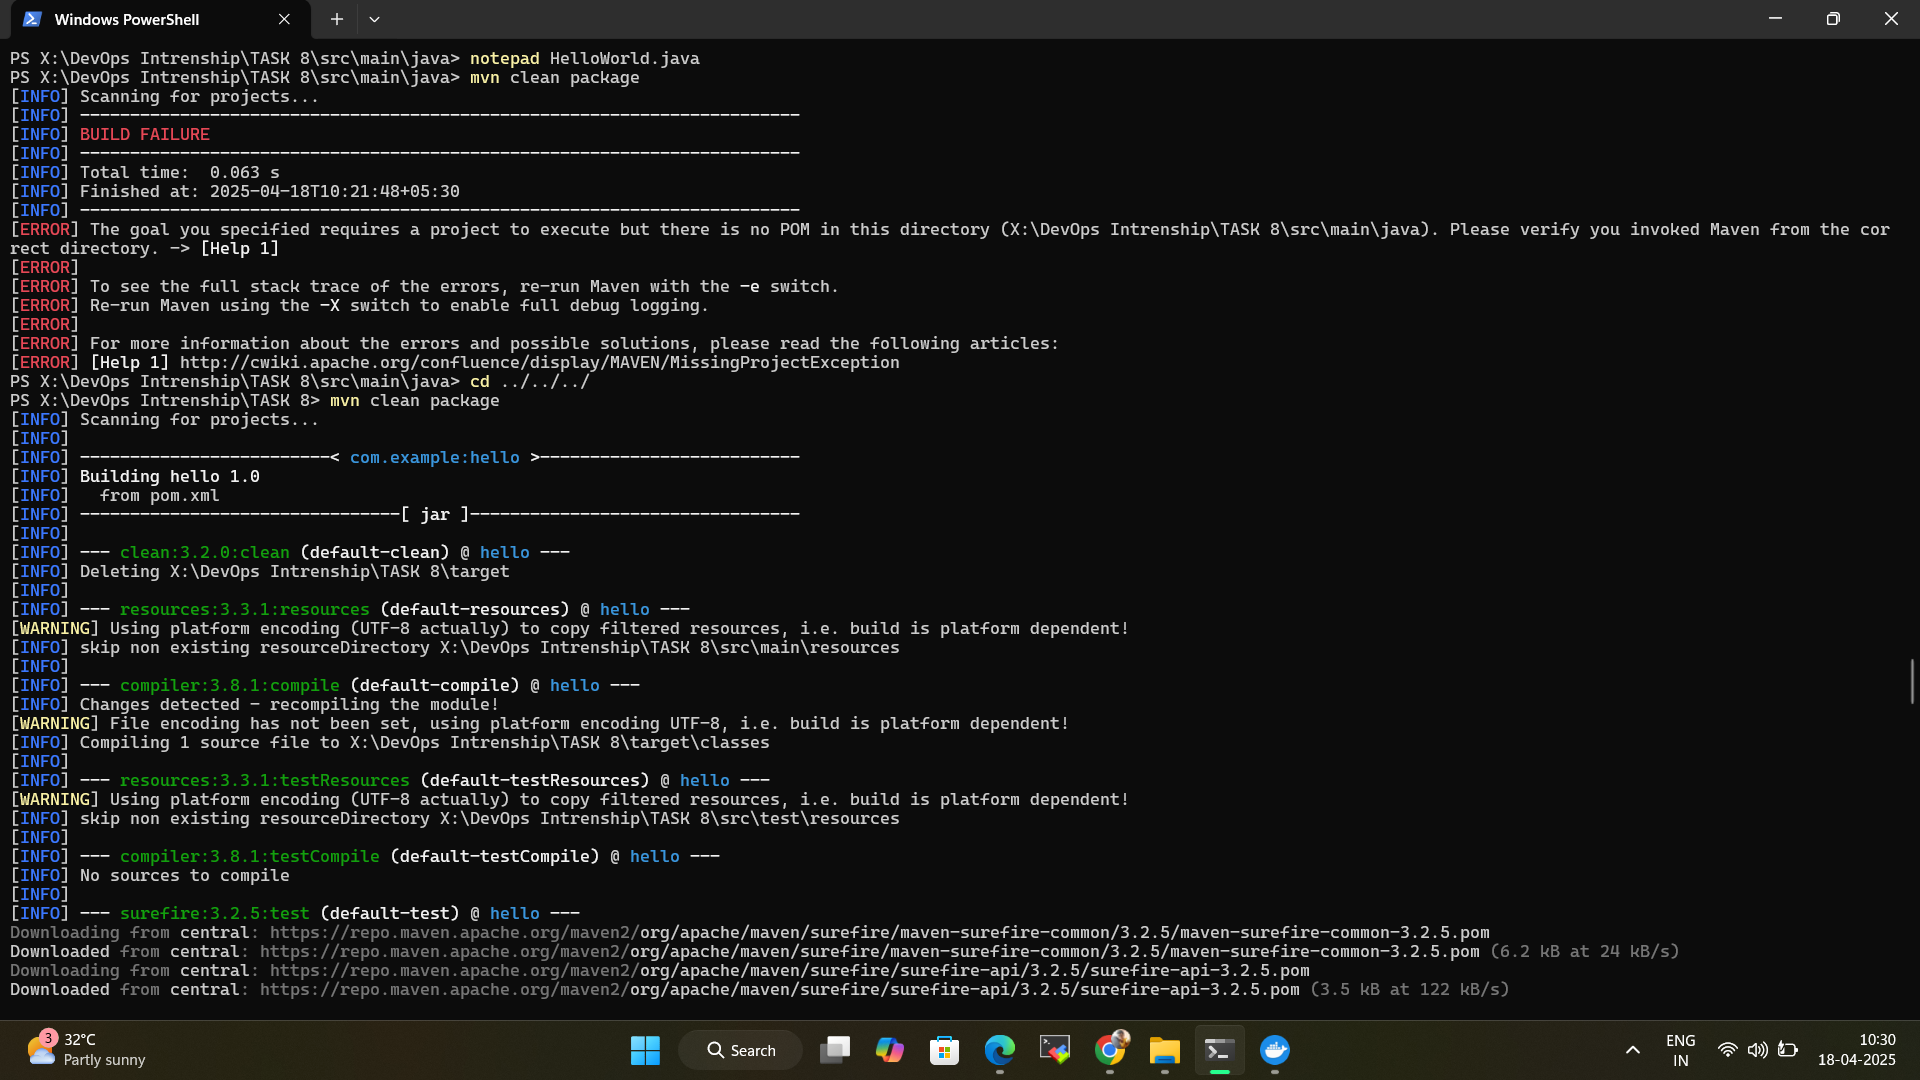 Windows PowerShell
PS X:\DevOps Intrenship\TASK 8\src\main\java> notepad HelloWorld.java
PS X:\DevOps Intrenship\TASK 8\src\main\java> mvn clean package
[INFO] Scanning for projects...
[INFO] ------------------------------------------------------------------------
[INFO] BUILD FAILURE
[INFO] ------------------------------------------------------------------------
[INFO] Total time:  0.063 s
[INFO] Finished at: 2025-04-18T10:21:48+05:30
[INFO] ------------------------------------------------------------------------
[ERROR] The goal you specified requires a project to execute but there is no POM in this directory (X:\DevOps Intrenship\TASK 8\src\main\java). Please verify you invoked Maven from the cor
rect directory. -> [Help 1]
[ERROR]
[ERROR] To see the full stack trace of the errors, re-run Maven with the -e switch.
[ERROR] Re-run Maven using the -X switch to enable full debug logging.
[ERROR]
[ERROR] For more information about the errors and possible solutions, please read the following articles:
[ERROR] [Help 1] http://cwiki.apache.org/confluence/display/MAVEN/MissingProjectException
PS X:\DevOps Intrenship\TASK 8\src\main\java> cd ../../../
PS X:\DevOps Intrenship\TASK 8> mvn clean package
[INFO] Scanning for projects...
[INFO]
[INFO] -------------------------< com.example:hello >--------------------------
[INFO] Building hello 1.0
[INFO]   from pom.xml
[INFO] --------------------------------[ jar ]---------------------------------
[INFO]
[INFO] --- clean:3.2.0:clean (default-clean) @ hello ---
[INFO] Deleting X:\DevOps Intrenship\TASK 8\target
[INFO]
[INFO] --- resources:3.3.1:resources (default-resources) @ hello ---
[WARNING] Using platform encoding (UTF-8 actually) to copy filtered resources, i.e. build is platform dependent!
[INFO] skip non existing resourceDirectory X:\DevOps Intrenship\TASK 8\src\main\resources
[INFO]
[INFO] --- compiler:3.8.1:compile (default-compile) @ hello ---
[INFO] Changes detected - recompiling the module!
[WARNING] File encoding has not been set, using platform encoding UTF-8, i.e. build is platform dependent!
[INFO] Compiling 1 source file to X:\DevOps Intrenship\TASK 8\target\classes
[INFO]
[INFO] --- resources:3.3.1:testResources (default-testResources) @ hello ---
[WARNING] Using platform encoding (UTF-8 actually) to copy filtered resources, i.e. build is platform dependent!
[INFO] skip non existing resourceDirectory X:\DevOps Intrenship\TASK 8\src\test\resources
[INFO]
[INFO] --- compiler:3.8.1:testCompile (default-testCompile) @ hello ---
[INFO] No sources to compile
[INFO]
[INFO] --- surefire:3.2.5:test (default-test) @ hello ---
Downloading from central: https://repo.maven.apache.org/maven2/org/apache/maven/surefire/maven-surefire-common/3.2.5/maven-surefire-common-3.2.5.pom
Downloaded from central: https://repo.maven.apache.org/maven2/org/apache/maven/surefire/maven-surefire-common/3.2.5/maven-surefire-common-3.2.5.pom (6.2 kB at 24 kB/s)
Downloading from central: https://repo.maven.apache.org/maven2/org/apache/maven/surefire/surefire-api/3.2.5/surefire-api-3.2.5.pom
Downloaded from central: https://repo.maven.apache.org/maven2/org/apache/maven/surefire/surefire-api/3.2.5/surefire-api-3.2.5.pom (3.5 kB at 122 kB/s)
3
32°C
Partly sunny
Search
ENG
IN
10:30
18-04-2025